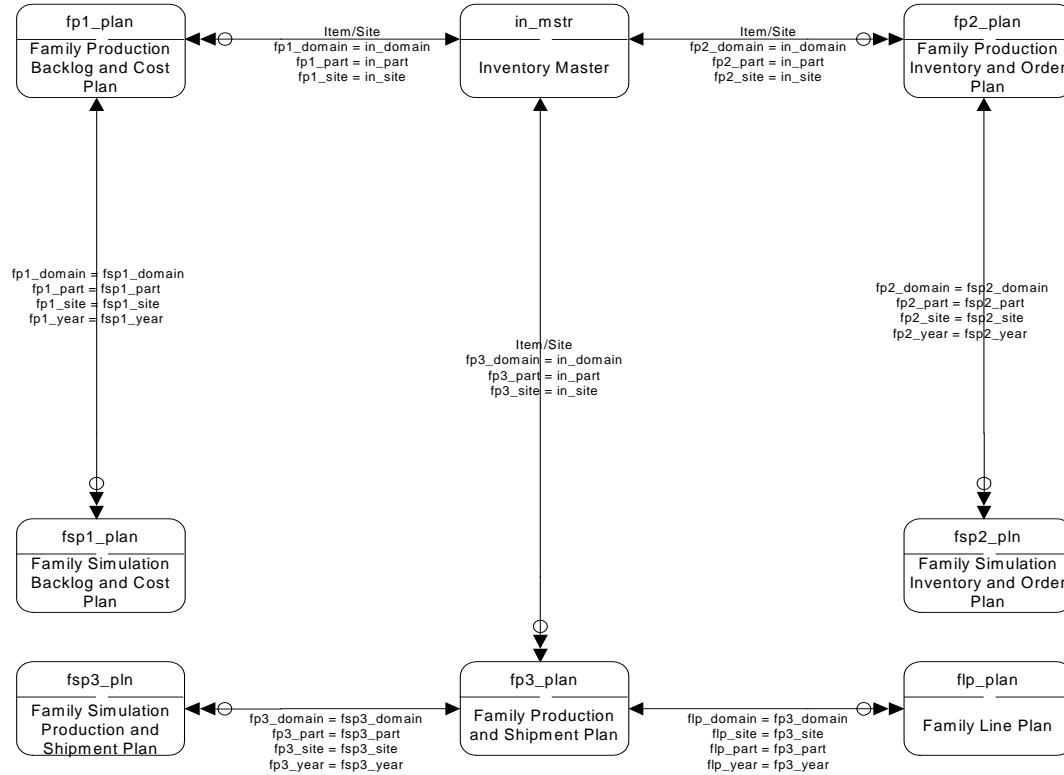 fp1_plan
Family Production
Backlog and Cost
Plan
Item/Site
fp1_domain = in_domain
fp1_part = in_part
fp1_site = in_site
in_mstr
Inventory Master
Item/Site
fp2_domain = in_domain
fp2_part = in_part
fp2_site = in_site
fp2_plan
Family Production
Inventory and Order
Plan
fp1_domain = fsp1_domain
fp1_part = fsp1_part
fp1_site = fsp1_site
fp1_year = fsp1_year
Item/Site
fp3_domain = in_domain
fp3_part = in_part
fp3_site = in_site
fp2_domain = fsp2_domain
fp2_part = fsp2_part
fp2_site = fsp2_site
fp2_year = fsp2_year
fsp1_plan
Family Simulation
Backlog and Cost
Plan
fsp2_pln
Family Simulation
Inventory and Order
Plan
fsp3_pln
Family Simulation
Production and
Shipment Plan
fp3_domain = fsp3_domain
fp3_part = fsp3_part
fp3_site = fsp3_site
fp3_year = fsp3_year
fp3_plan
Family Production
and Shipment Plan
flp_domain = fp3_domain
flp_site = fp3_site
flp_part = fp3_part
flp_year = fp3_year
flp_plan
Family Line Plan